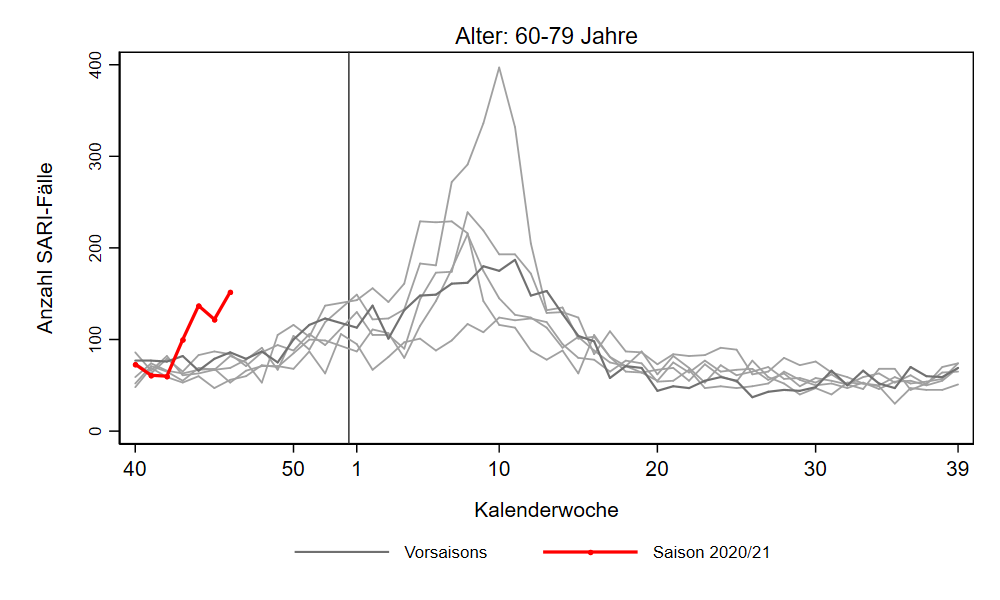 Alter: 60-79 Jahre
Anzahl SARI-Fälle
400
300
200
100
0
40 50 1 10 20 30 39
Kalenderwoche
Vorsaisons Saison 2020/21